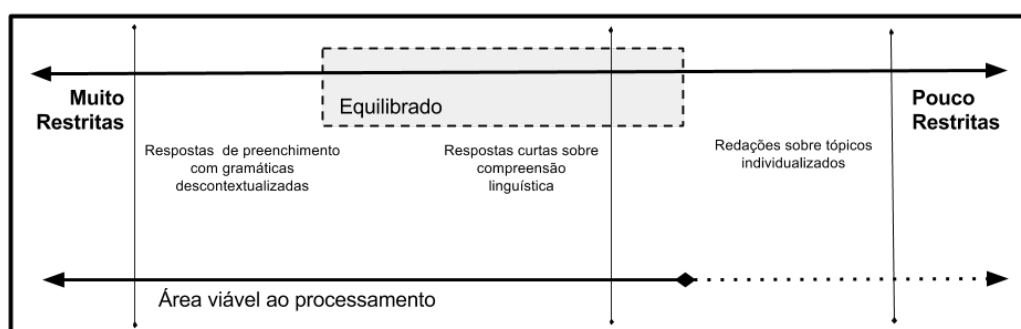 Equilibrado
Muito
Restritas
Pouco
Restritas
Respostas de preenchimento
com gramáticas
descontextualizadas
Respostas curtas sobre
compreensão
linguística
Redações sobre tópicos
individualizados
Área viável ao processamento